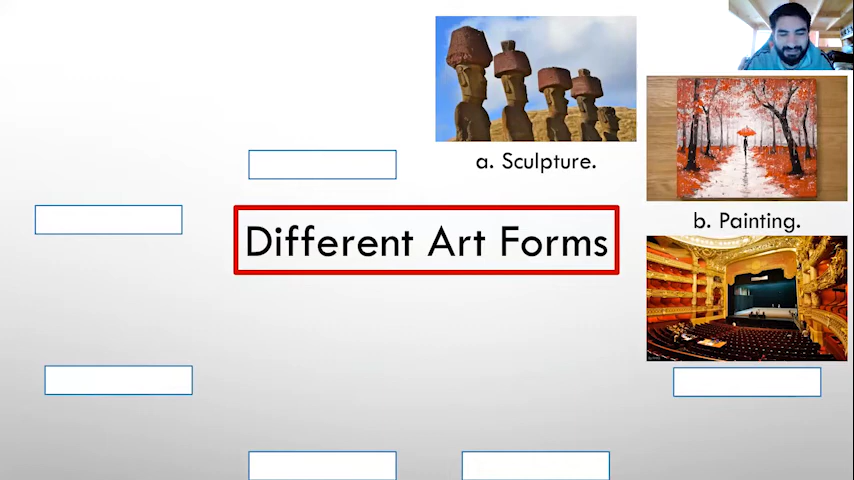 a. Sculpture.
b. Painting.
Different Art Forms